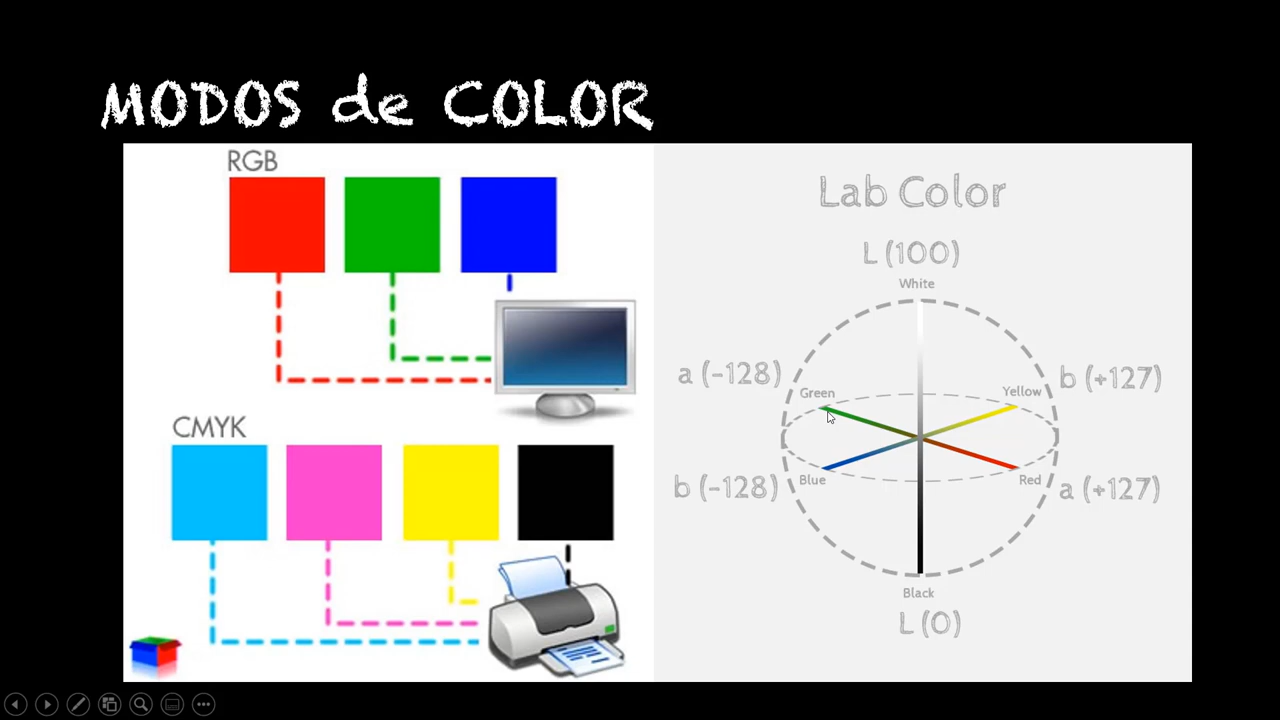 MODOS de COLOR
RGB
CMYK
Lab Color
L (100)
White
a (-128)
Green
Yellow
b (+127)
b (-128)
Blue
Red
a (+127)
Black
L (0)